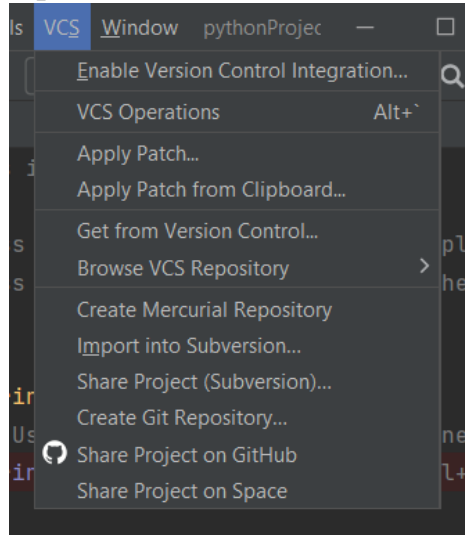 ls VCS Window pythonProjec
Enable Version Control Integration...
VCS Operations Alt+`
Apply Patch...
Apply Patch from Clipboard...
Get from Version Control...
Browse VCS Repository
Create Mercurial Repository
Import into Subversion...
Share Project (Subversion)...
Create Git Repository...
Share Project on GitHub
Share Project on Space